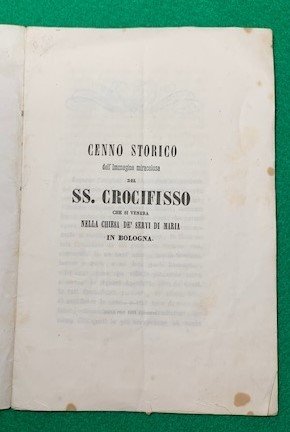 CENNO STORICO
dell'Immagine miracolosa
DEL
SS. CROCIFISSO
CHE SI VENERA
NELLA CHIESA DE' SERVI DI MARIA
IN BOLOGNA.